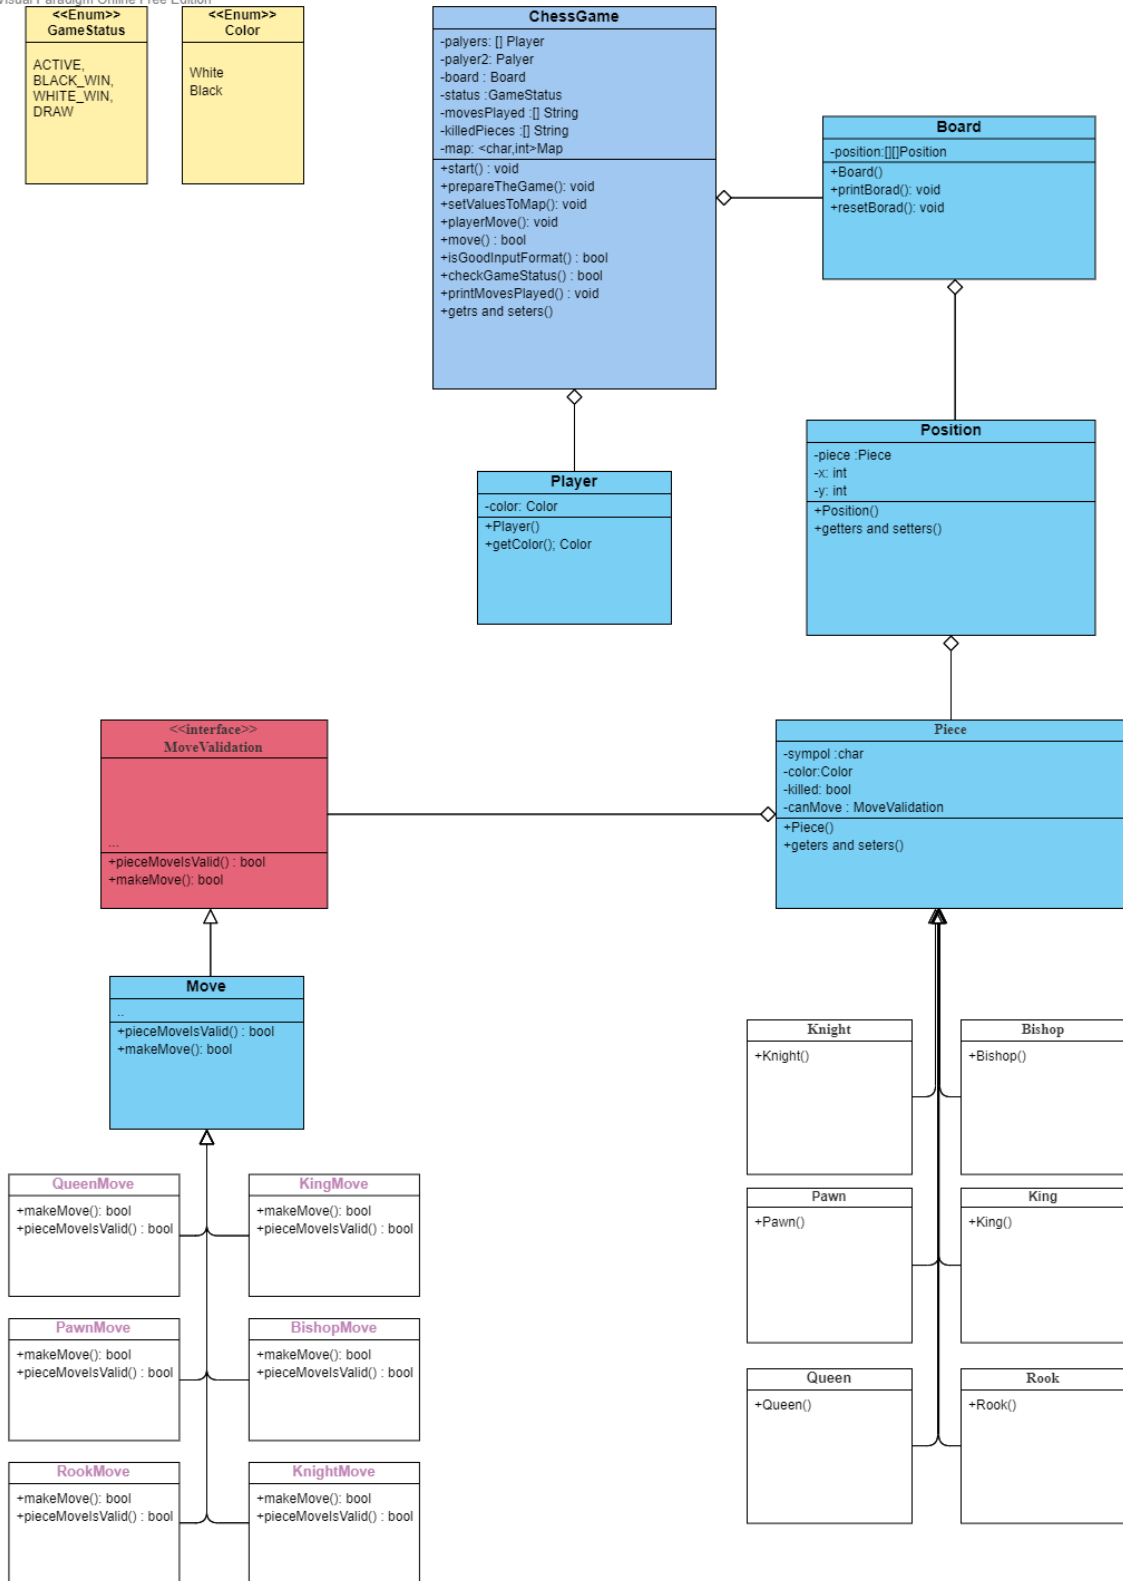 Visual Paradigm Online Free Edition
<<Enum>>
GameStatus
ACTIVE,
BLACK_WIN,
WHITE_WIN,
DRAW
<<Enum>>
Color
White
Black
ChessGame
-palyers: [] Player
-palyer2: Palyer
-board : Board
-status :GameStatus
-movesPlayed :[] String
-killedPieces :[] String
-map: <char,int>Map
+start() : void
+prepareTheGame(): void
+setValuesToMap(): void
+playerMove(): void
+move() : bool
+isGoodInputFormat() : bool
+checkGameStatus() : bool
+printMovesPlayed() : void
+getrs and seters()
Board
-position:[][]Position
+Board()
+printBorad(): void
+resetBorad(): void
Player
-color: Color
+Player()
+getColor(); Color
Position
-piece :Piece
-x: int
-y: int
+Position()
+getters and setters()
<<interface>>
MoveValidation
...
+pieceMoveIsValid() : bool
+makeMove(): bool
Piece
-sympol :char
-color:Color
-killed: bool
-canMove : MoveValidation
+Piece()
+geters and seters()
Move
..
+pieceMoveIsValid() : bool
+makeMove(): bool
QueenMove
+makeMove(): bool
+pieceMoveIsValid() : bool
KingMove
+makeMove(): bool
+pieceMoveIsValid() : bool
PawnMove
+makeMove(): bool
+pieceMoveIsValid() : bool
BishopMove
+makeMove(): bool
+pieceMoveIsValid() : bool
RookMove
+makeMove(): bool
+pieceMoveIsValid() : bool
KnightMove
+makeMove(): bool
+pieceMoveIsValid() : bool
Knight
+Knight()
Bishop
+Bishop()
Pawn
+Pawn()
King
+King()
Queen
+Queen()
Rook
+Rook()